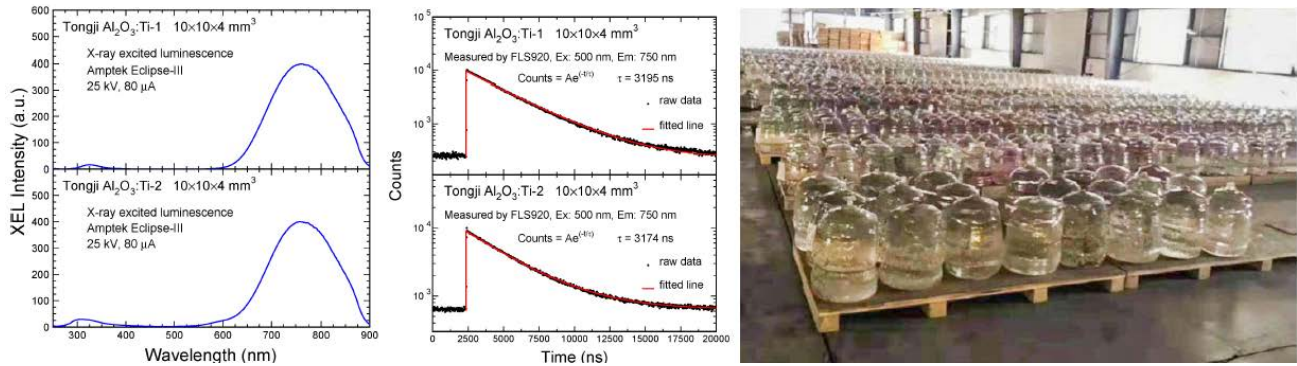 Tongji Al₂O₃:Ti-1 10×10×4 mm³
X-ray excited luminescence
Amptek Eclipse-III
25 kV, 80 μA
600
500
400
300
200
100
0
Tongji Al₂O₃:Ti-2 10×10×4 mm³
X-ray excited luminescence
Amptek Eclipse-III
25 kV, 80 μA
500
400
300
200
100
0
XEL Intensity (a.u.)
300 400 500 600 700 800 900
Wavelength (nm)
10⁵
Tongji Al₂O₃:Ti-1 10×10×4 mm³
Measured by FLS920, Ex: 500 nm, Em: 750 nm
10⁴
Counts = Ae^(-t/τ) τ = 3195 ns
raw data
fitted line
10³
Tongji Al₂O₃:Ti-2 10×10×4 mm³
Measured by FLS920, Ex: 500 nm, Em: 750 nm
10⁴
Counts = Ae^(-t/τ) τ = 3174 ns
raw data
fitted line
10³
Counts
0 2500 5000 7500 10000 12500 15000 17500 20000
Time (ns)